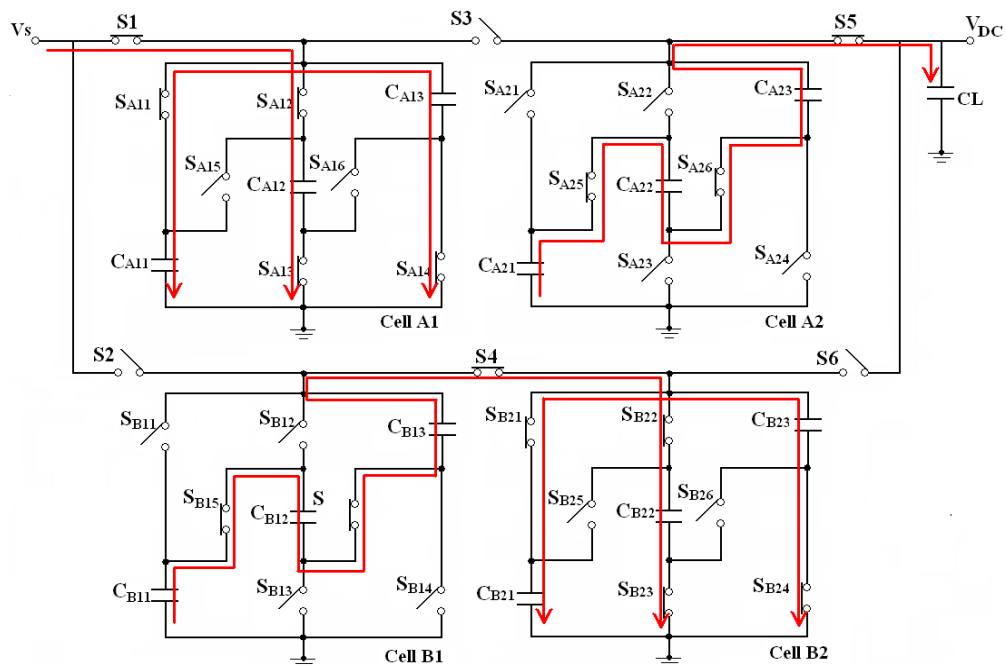 Vs S1 S3 S5 VDC
SA11 SA12 CA13 SA21 SA22 CA23 CL
SA15 CA12 SA16 SA25 CA22 SA26
CA11 SA13 SA14 CA21 SA23 SA24
Cell A1 Cell A2
S2 S4 S6
SB11 SB12 CB13 SB21 SB22 CB23
SB15 CB12 S SB25 CB22 SB26
CB11 SB13 SB14 CB21 SB23 SB24
Cell B1 Cell B2